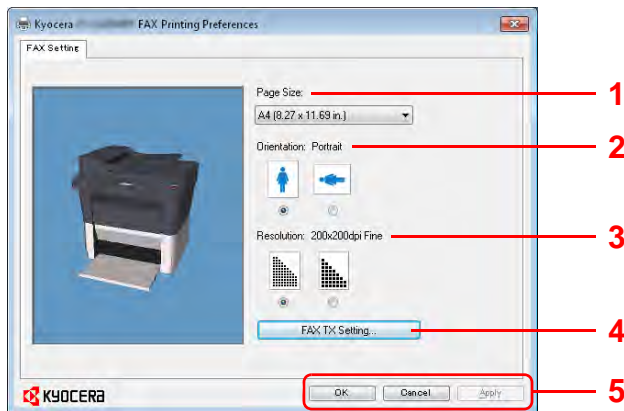 Kyocera FAX Printing Preferences
FAX Setting
Page Size:
1
A4 (8.27 x 11.69 in.)
Orientation: Portrait
2
Resolution: 200x200dpi Fine
3
FAX TX Setting...
4
KYOCERA
OK Cancel Apply
5